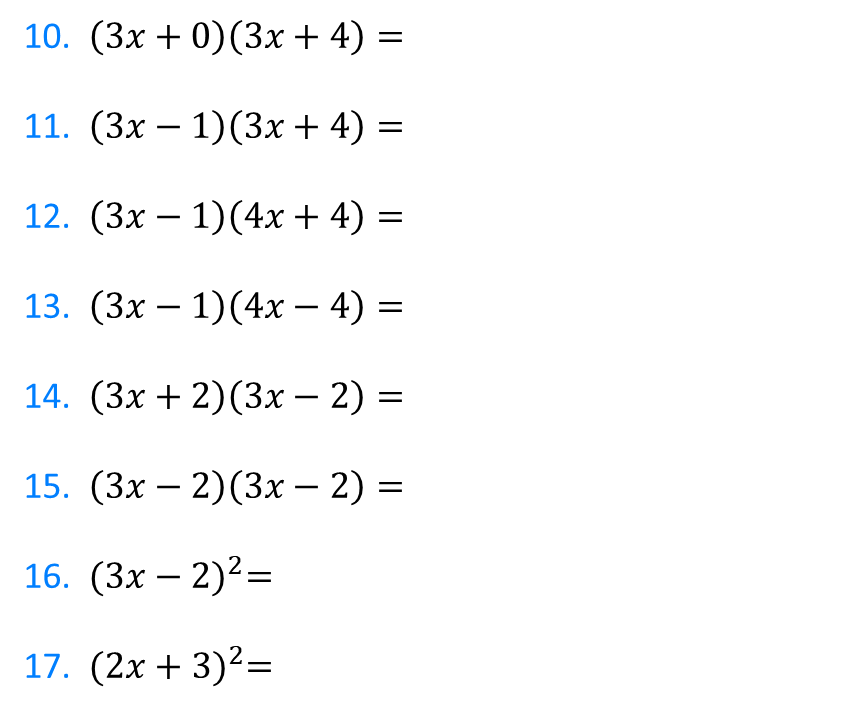 10. (3x + 0)(3x + 4) =
11. (3x − 1)(3x + 4) =
12. (3x − 1)(4x + 4) =
13. (3x − 1)(4x − 4) =
14. (3x + 2)(3x − 2) =
15. (3x − 2)(3x − 2) =
16. (3x − 2)²=
17. (2x + 3)²=